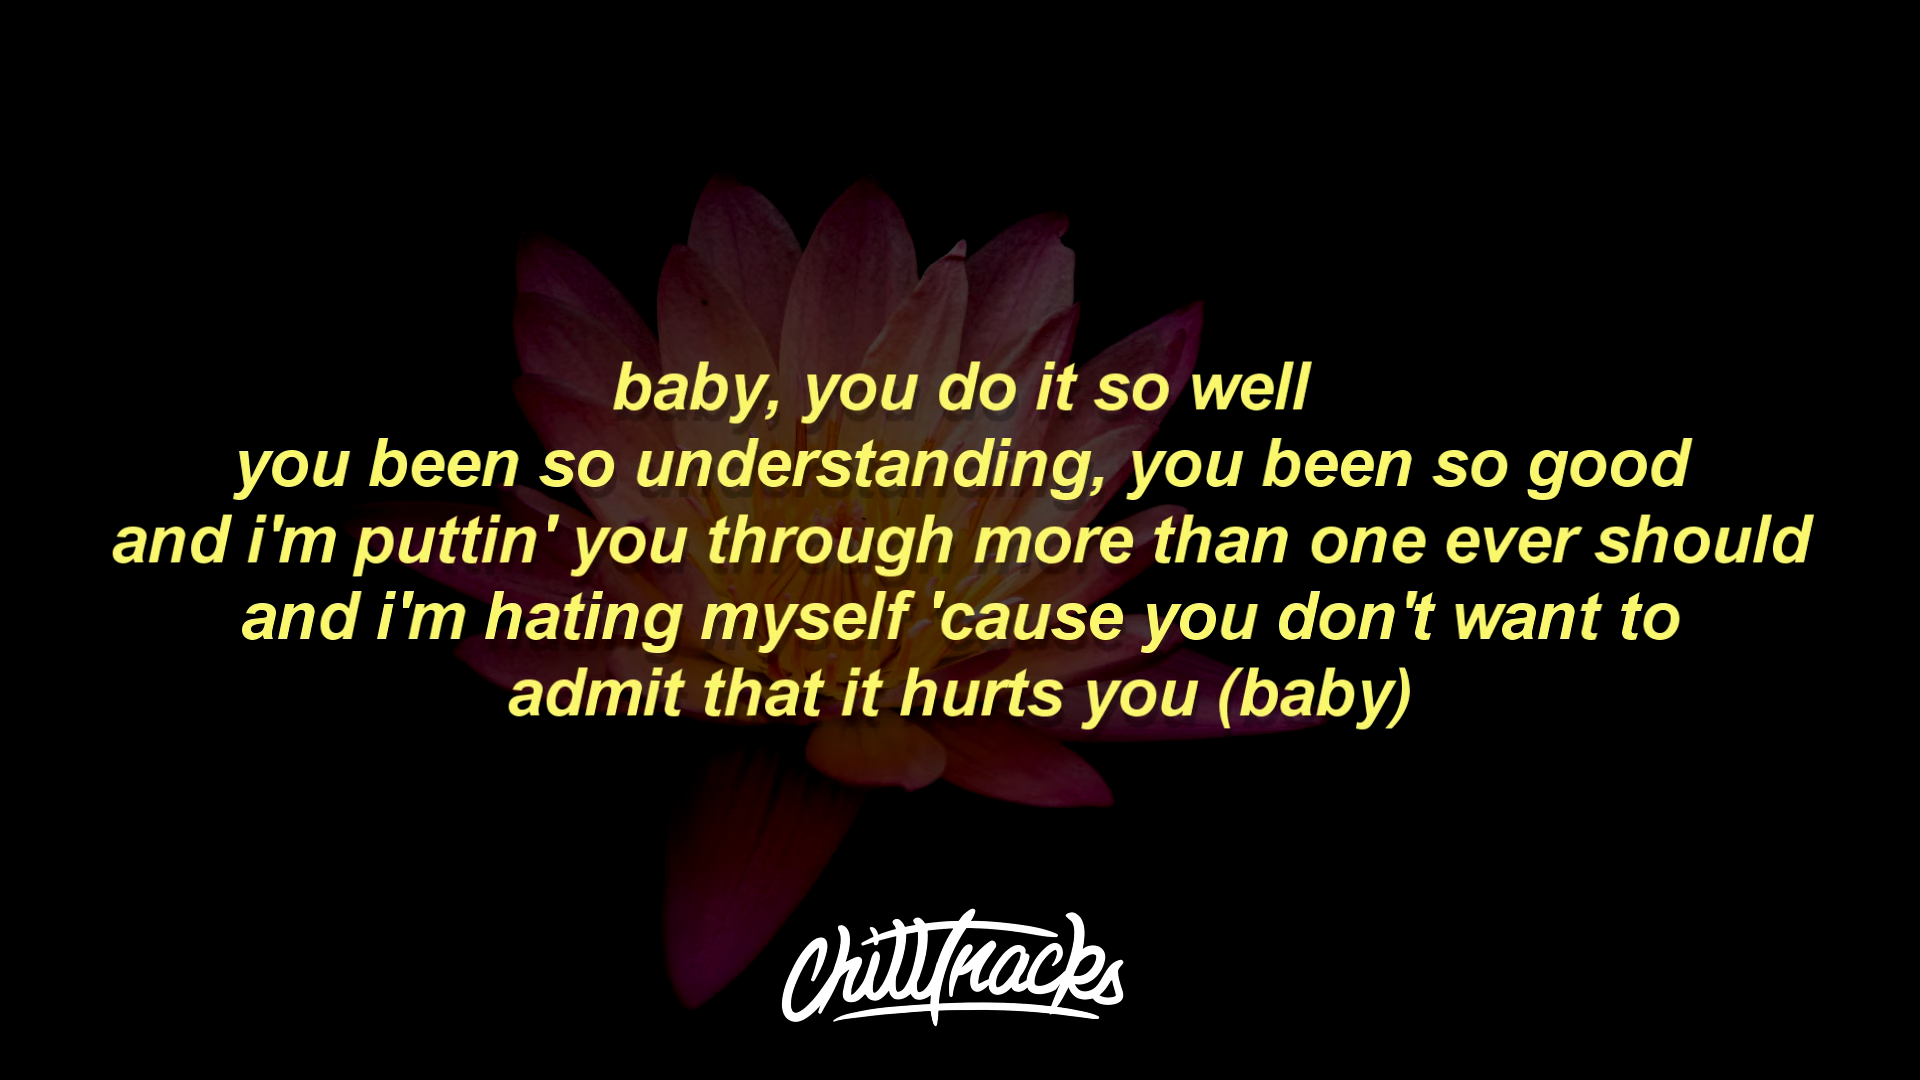 baby, you do it so well
you been so understanding, you been so good
and i'm puttin' you through more than one ever should
and i'm hating myself 'cause you don't want to
admit that it hurts you (baby)
ChillTracks